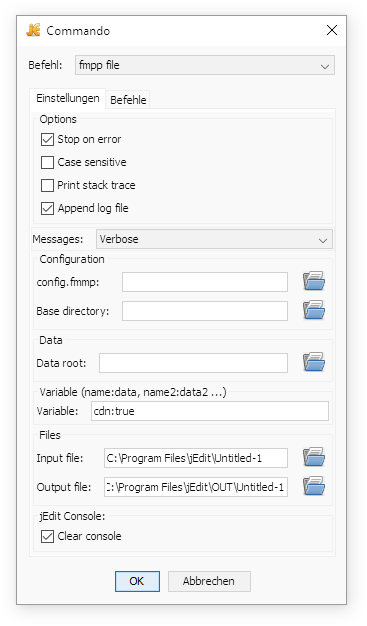 Commando
Befehl: fmpp file
Einstellungen Befehle
Options
Stop on error
Case sensitive
Print stack trace
Append log file
Messages: Verbose
Configuration
config.fmmp:
Base directory:
Data
Data root:
Variable (name:data, name2:data2 ...)
Variable: cdn:true
Files
Input file: C:\Program Files\jEdit\Untitled-1
Output file: C:\Program Files\jEdit\OUT\Untitled-1
jEdit Console:
Clear console
OK Abbrechen